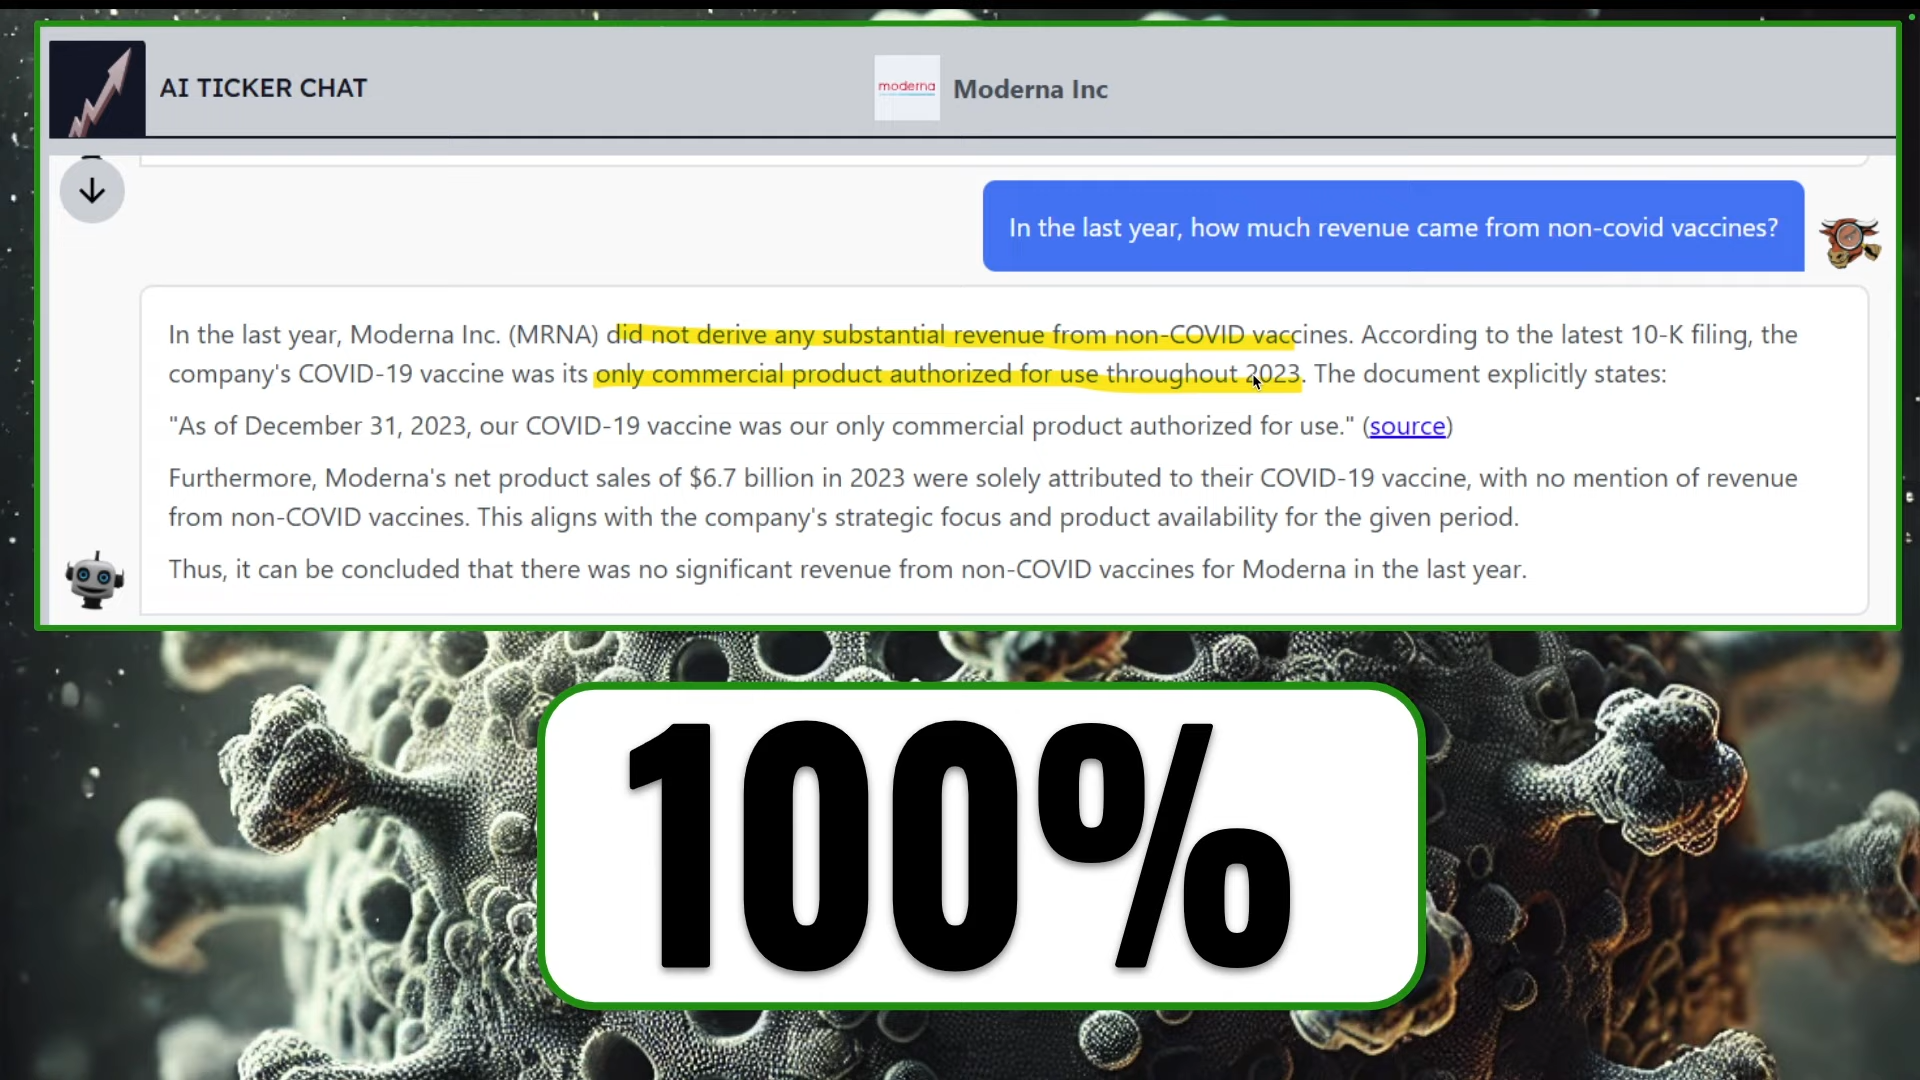 AI TICKER CHAT
moderna
Moderna Inc
In the last year, how much revenue came from non-covid vaccines?
In the last year, Moderna Inc. (MRNA) did not derive any substantial revenue from non-COVID vaccines. According to the latest 10-K filing, the
company's COVID-19 vaccine was its only commercial product authorized for use throughout 2023. The document explicitly states:
"As of December 31, 2023, our COVID-19 vaccine was our only commercial product authorized for use." (source)
Furthermore, Moderna's net product sales of $6.7 billion in 2023 were solely attributed to their COVID-19 vaccine, with no mention of revenue
from non-COVID vaccines. This aligns with the company's strategic focus and product availability for the given period.
Thus, it can be concluded that there was no significant revenue from non-COVID vaccines for Moderna in the last year.
100%